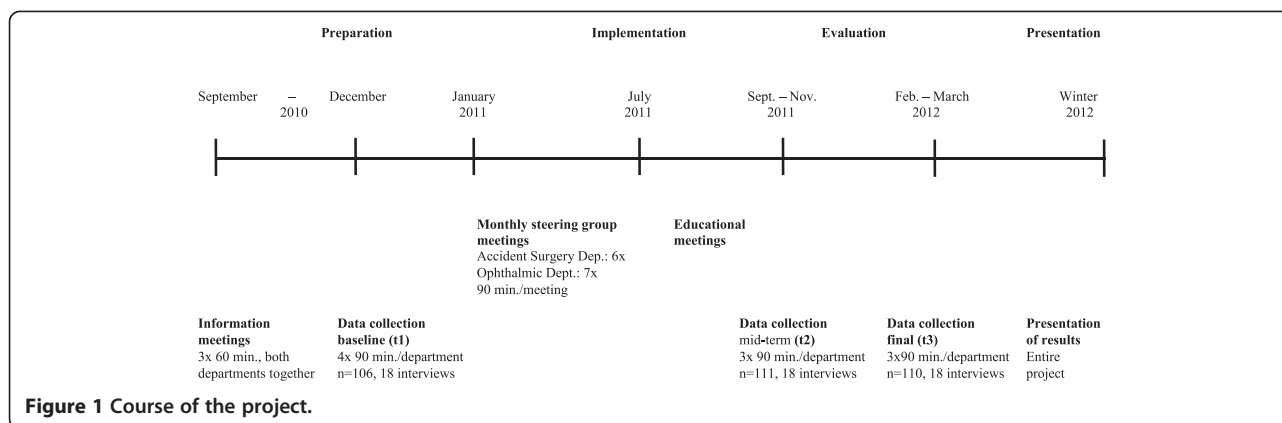 Preparation Implementation Evaluation Presentation
September – December January July Sept. – Nov. Feb. – March Winter
2010 2011 2011 2011 2012 2012
Monthly steering group
meetings
Accident Surgery Dep.: 6x
Ophthalmic Dept.: 7x
90 min./meeting
Educational
meetings
Information
meetings
3x 60 min., both
departments together
Data collection
baseline (t1)
4x 90 min./department
n=106, 18 interviews
Data collection
mid-term (t2)
3x 90 min./department
n=111, 18 interviews
Data collection
final (t3)
3x90 min./department
n=110, 18 interviews
Presentation
of results
Entire
project
Figure 1 Course of the project.